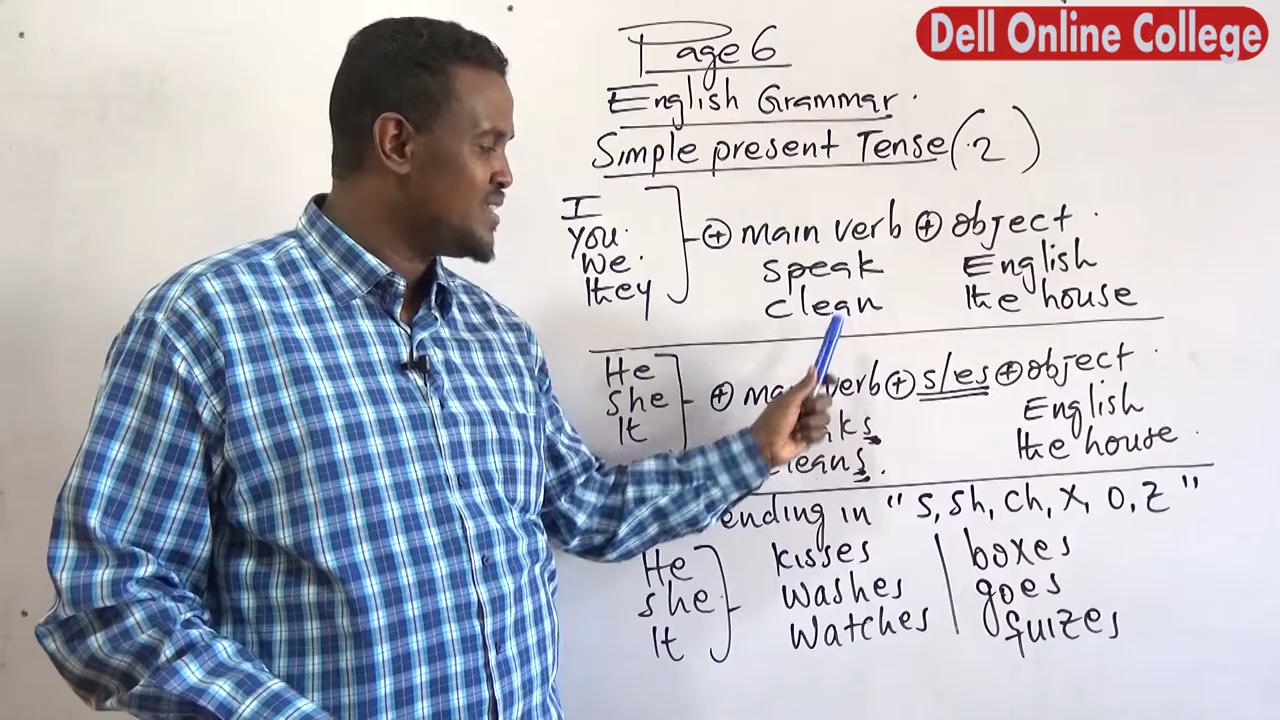 Dell Online College
Page 6
English Grammar.
Simple present Tense (2)
I
you
we
they
⊕ main verb ⊕ object.
speak English
clean the house
He
she
It
⊕ verb ⊕ s/es ⊕ object.
English
cleans. the house.
ending in "s, sh, ch, x, o, z"
He
she
It
kisses
washes
watches
boxes
goes
quizes